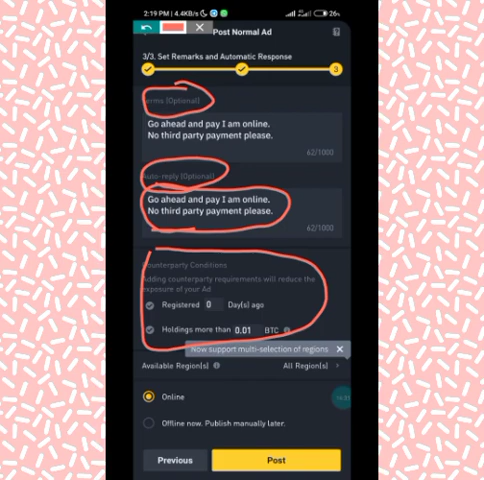 2:19 PM | 4.4KB/s
26%
Post Normal Ad
3/3. Set Remarks and Automatic Response
3
Terms (Optional)
Go ahead and pay I am online.
No third party payment please.
62/1000
Auto-reply (Optional)
Go ahead and pay I am online.
No third party payment please.
62/1000
Counterparty Conditions
Adding counterparty requirements will reduce the
exposure of your Ad
Registered 0 Day(s) ago
Holdings more than 0.01 BTC
Now support multi-selection of regions
Available Region(s) All Region(s) >
Online
Offline now. Publish manually later.
Previous Post